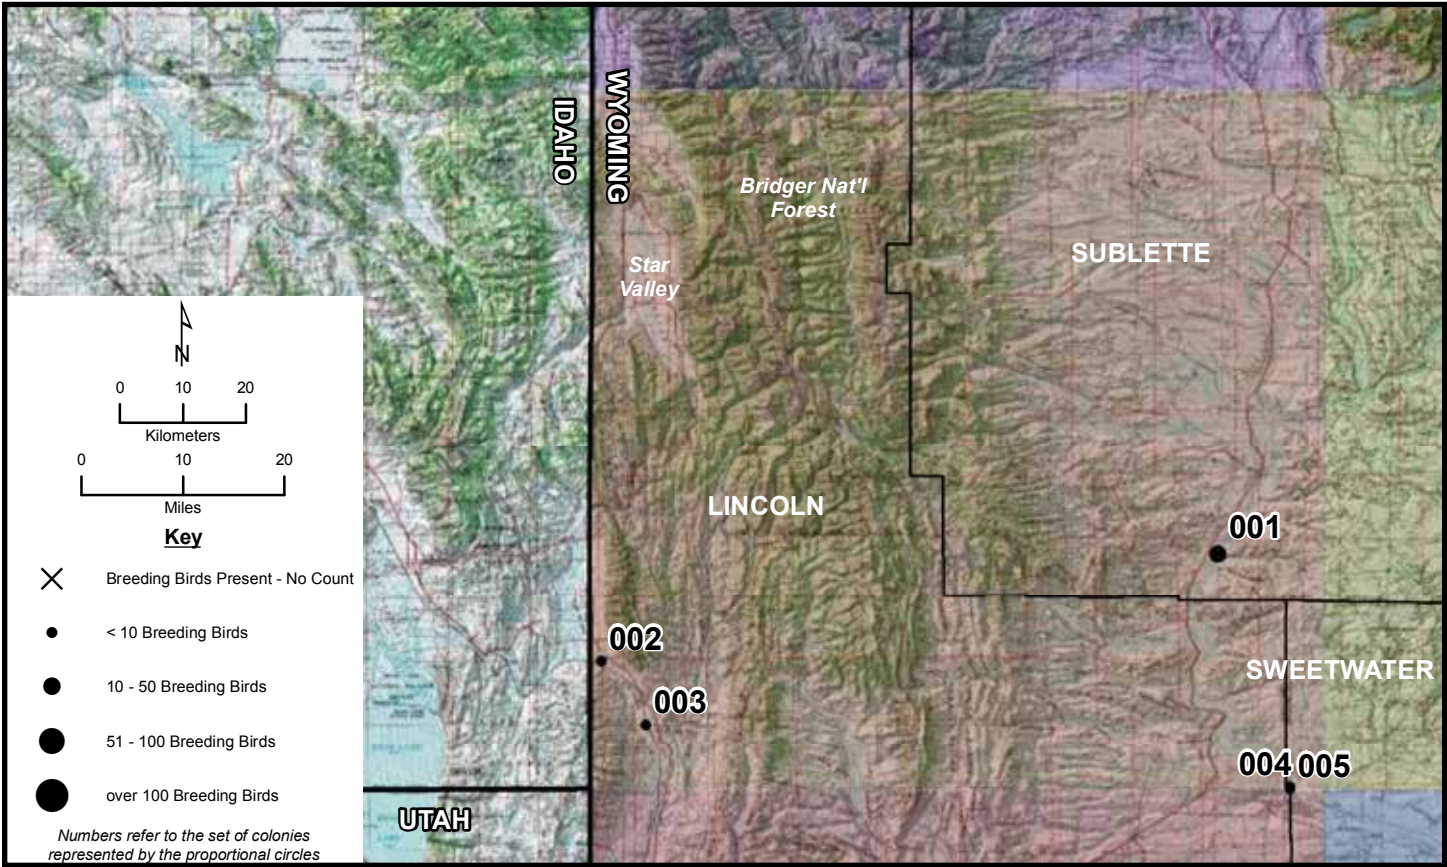 IDAHO
WYOMING
Bridger Nat'l
Forest
Star
Valley
SUBLETTE
LINCOLN
001
002
003
SWEETWATER
004 005
UTAH
N
0 10 20
Kilometers
0 10 20
Miles
Key
Breeding Birds Present - No Count
< 10 Breeding Birds
10 - 50 Breeding Birds
51 - 100 Breeding Birds
over 100 Breeding Birds
Numbers refer to the set of colonies
represented by the proportional circles